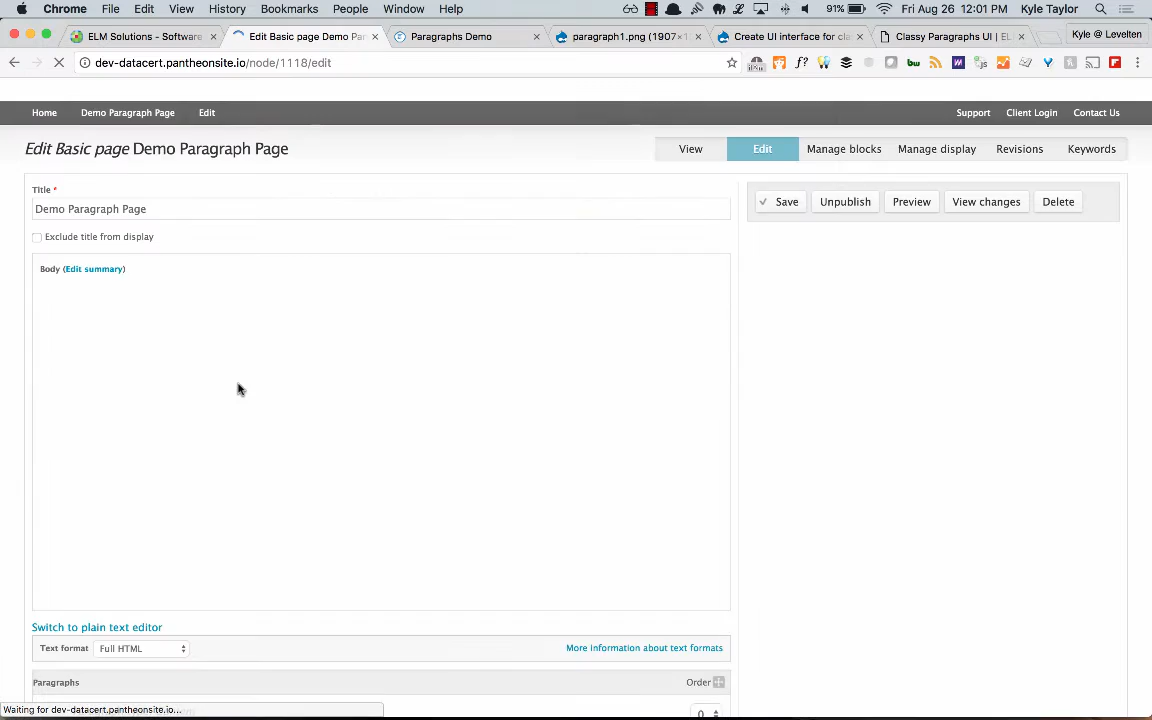 Chrome File Edit View History Bookmarks People Window Help 91% Fri Aug 26 12:01 PM Kyle Taylor
ELM Solutions - Software Edit Basic page Demo Pa Paragraphs Demo paragraph1.png (1907×1 Create UI interface for cla Classy Paragraphs UI | EL Kyle @ Levelten
dev-datacert.pantheonsite.io/node/1118/edit
Home Demo Paragraph Page Edit Support Client Login Contact Us
Edit Basic page Demo Paragraph Page View Edit Manage blocks Manage display Revisions Keywords
Title *
Save Unpublish Preview View changes Delete
Demo Paragraph Page
Exclude title from display
Body (Edit summary)
Switch to plain text editor
Text format Full HTML More information about text formats
Paragraphs Order
Waiting for dev-datacert.pantheonsite.io...
0